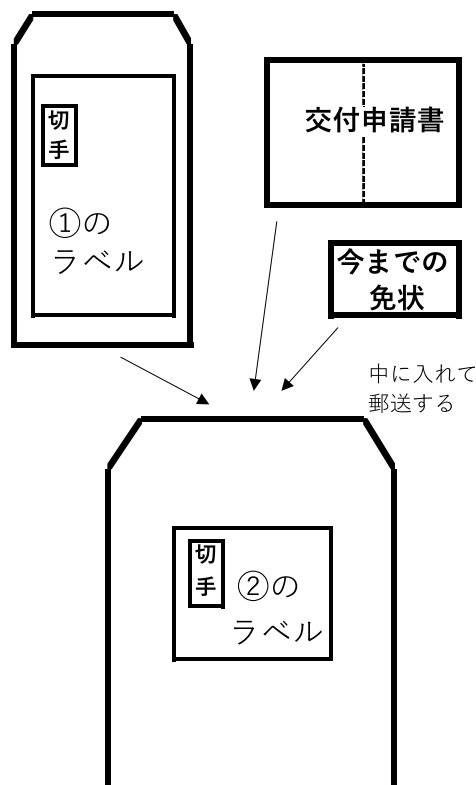 切
手
①の
ラベル
交付申請書
今までの
免状
中に入れて
郵送する
切
手
②の
ラベル